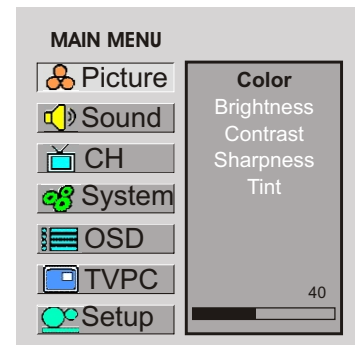 MAIN MENU
Picture
Sound
CH
System
OSD
TVPC
Setup
Color
Brightness
Contrast
Sharpness
Tint
40